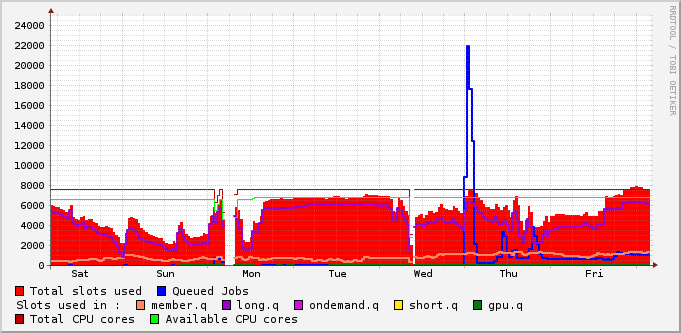 RRDTOOL / TOBI OETIKER
24000
22000
20000
18000
16000
14000
12000
10000
8000
6000
4000
2000
0
Sat Sun Mon Tue Wed Thu Fri
Total slots used Queued Jobs
Slots used in : member.q long.q ondemand.q short.q gpu.q
Total CPU cores Available CPU cores